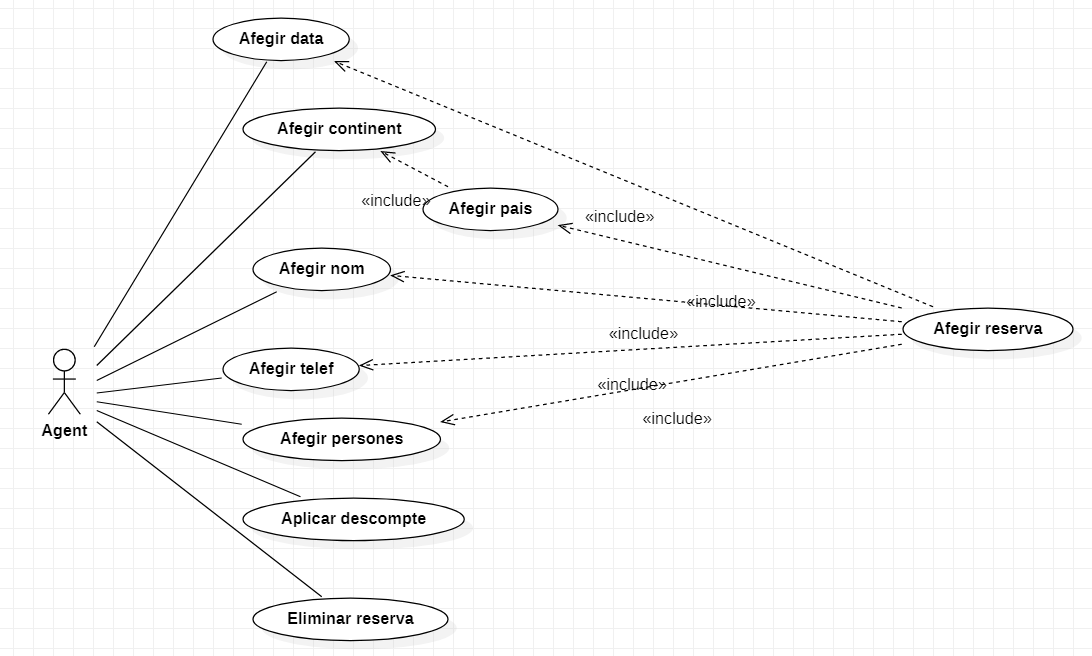 Afegir data
Afegir continent
«include»
Afegir pais
«include»
Afegir nom
«include»
Afegir reserva
«include»
Afegir telef
«include»
«include»
Agent
Afegir persones
Aplicar descompte
Eliminar reserva